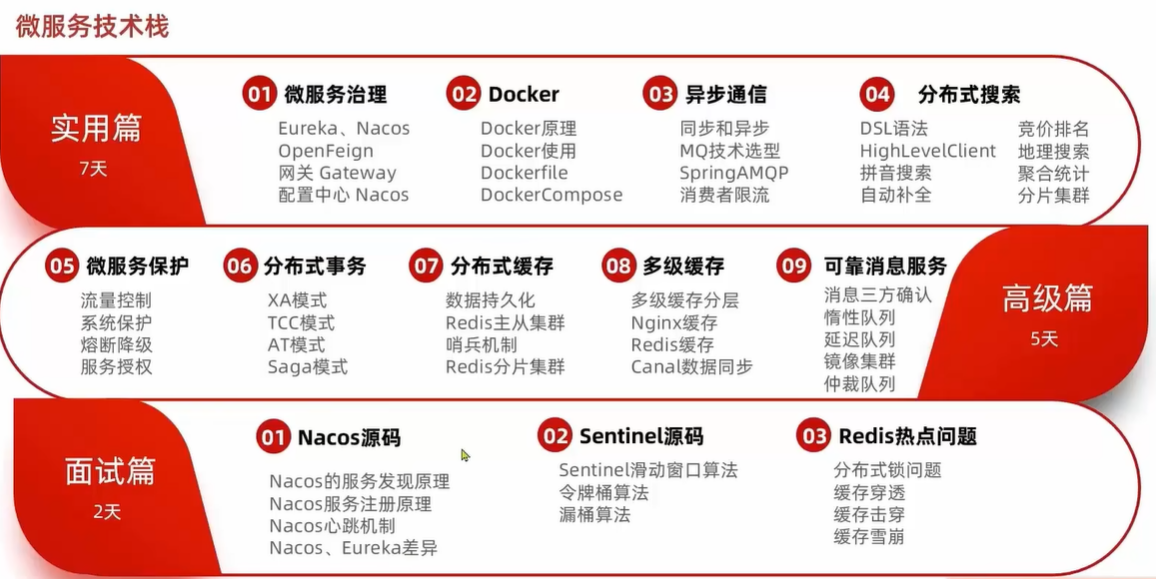 微服务技术栈
实用篇
7天
01 微服务治理
Eureka、Nacos
OpenFeign
网关 Gateway
配置中心 Nacos
02 Docker
Docker原理
Docker使用
Dockerfile
DockerCompose
03 异步通信
同步和异步
MQ技术选型
SpringAMQP
消费者限流
04 分布式搜索
DSL语法
HighLevelClient
拼音搜索
自动补全
竞价排名
地理搜索
聚合统计
分片集群
05 微服务保护
流量控制
系统保护
熔断降级
服务授权
06 分布式事务
XA模式
TCC模式
AT模式
Saga模式
07 分布式缓存
数据持久化
Redis主从集群
哨兵机制
Redis分片集群
08 多级缓存
多级缓存分层
Nginx缓存
Redis缓存
Canal数据同步
09 可靠消息服务
消息三方确认
惰性队列
延迟队列
镜像集群
仲裁队列
高级篇
5天
面试篇
2天
01 Nacos源码
Nacos的服务发现原理
Nacos服务注册原理
Nacos心跳机制
Nacos、Eureka差异
02 Sentinel源码
Sentinel滑动窗口算法
令牌桶算法
漏桶算法
03 Redis热点问题
分布式锁问题
缓存穿透
缓存击穿
缓存雪崩